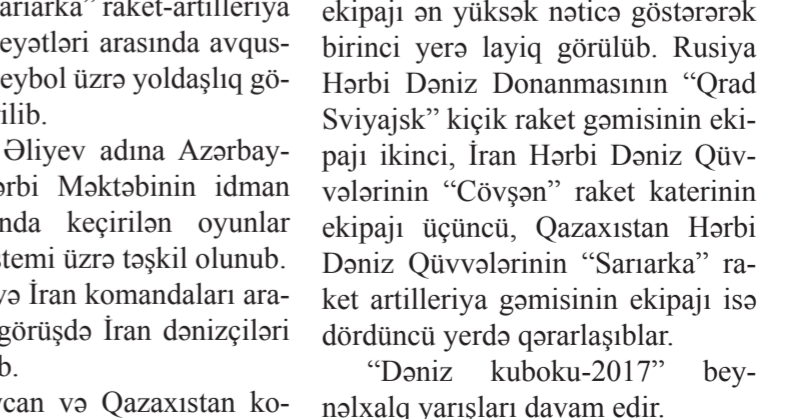 sarıarka” raket-artilleriya
eyətləri arasında avqus-
eybol üzrə yoldaşlıq gö-
ilib.
Əliyev adına Azərbay-
ərbi Məktəbinin idman
nda keçirilən oyunlar
stemi üzrə təşkil olunub.
və İran komandaları ara-
görüşdə İran dənizçiləri
b.
can və Qazaxıstan ko-
ekipajı ən yüksək nəticə göstərərək
birinci yerə layiq görülüb. Rusiya
Hərbi Dəniz Donanmasının “Qrad
Sviyajsk” kiçik raket gəmisinin eki-
pajı ikinci, İran Hərbi Dəniz Qüv-
vələrinin “Cövşən” raket katerinin
ekipajı üçüncü, Qazaxıstan Hərbi
Dəniz Qüvvələrinin “Sarıarka” ra-
ket artilleriya gəmisinin ekipajı isə
dördüncü yerdə qərarlaşıblar.
“Dəniz kuboku-2017” bey-
nəlxalq yarışları davam edir.